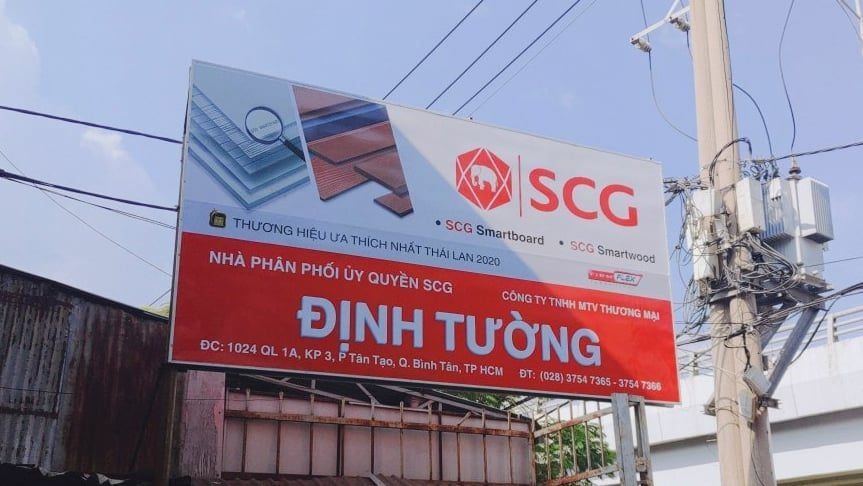 SCG
• SCG Smartboard • SCG Smartwood
THƯƠNG HIỆU ƯA THÍCH NHẤT THÁI LAN 2020
NHÀ PHÂN PHỐI ỦY QUYỀN SCG
CÔNG TY TNHH MTV THƯƠNG MẠI
ĐỊNH TƯỜNG
ĐC: 1024 QL 1A, KP 3, P Tân Tạo, Q. Bình Tân, TP HCM ĐT: (028) 3754 7365 - 3754 7366